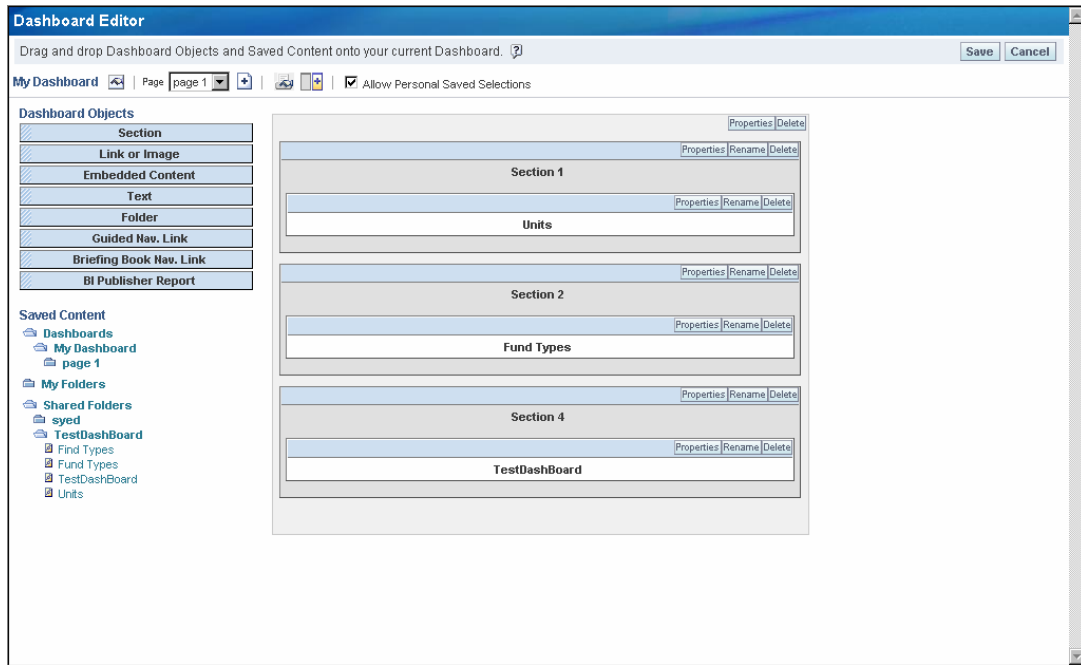 Dashboard Editor
Drag and drop Dashboard Objects and Saved Content onto your current Dashboard. ?
Save Cancel
My Dashboard | Page page 1 | | Allow Personal Saved Selections
Dashboard Objects
Section
Link or Image
Embedded Content
Text
Folder
Guided Nav. Link
Briefing Book Nav. Link
BI Publisher Report
Saved Content
Dashboards
My Dashboard
page 1
My Folders
Shared Folders
syed
TestDashBoard
Find Types
Fund Types
TestDashBoard
Units
Properties Delete
Properties Rename Delete
Section 1
Properties Rename Delete
Units
Properties Rename Delete
Section 2
Properties Rename Delete
Fund Types
Properties Rename Delete
Section 4
Properties Rename Delete
TestDashBoard